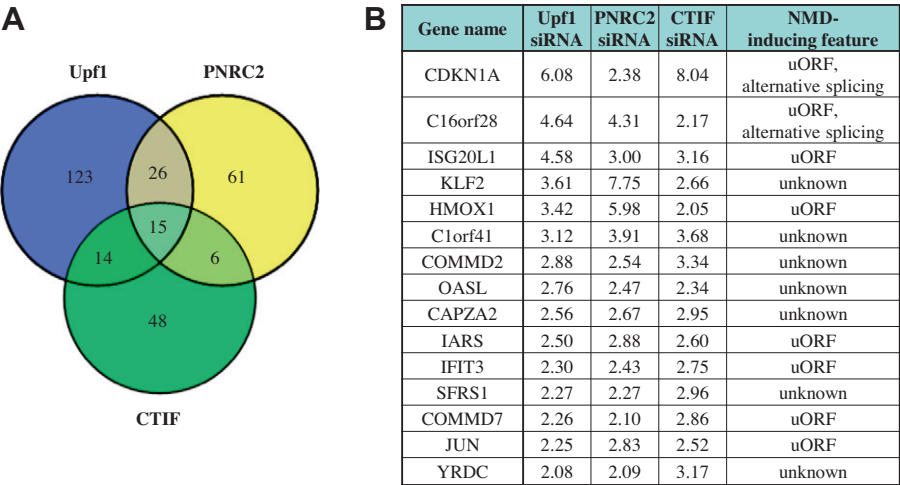 A
Upf1
PNRC2
123
26
61
15
14
6
48
CTIF
B
Gene name Upf1 siRNA PNRC2 siRNA CTIF siRNA NMD-inducing feature
CDKN1A 6.08 2.38 8.04 uORF, alternative splicing
C16orf28 4.64 4.31 2.17 uORF, alternative splicing
ISG20L1 4.58 3.00 3.16 uORF
KLF2 3.61 7.75 2.66 unknown
HMOX1 3.42 5.98 2.05 uORF
C1orf41 3.12 3.91 3.68 unknown
COMMD2 2.88 2.54 3.34 unknown
OASL 2.76 2.47 2.34 unknown
CAPZA2 2.56 2.67 2.95 unknown
IARS 2.50 2.88 2.60 uORF
IFIT3 2.30 2.43 2.75 uORF
SFRS1 2.27 2.27 2.96 unknown
COMMD7 2.26 2.10 2.86 uORF
JUN 2.25 2.83 2.52 uORF
YRDC 2.08 2.09 3.17 unknown